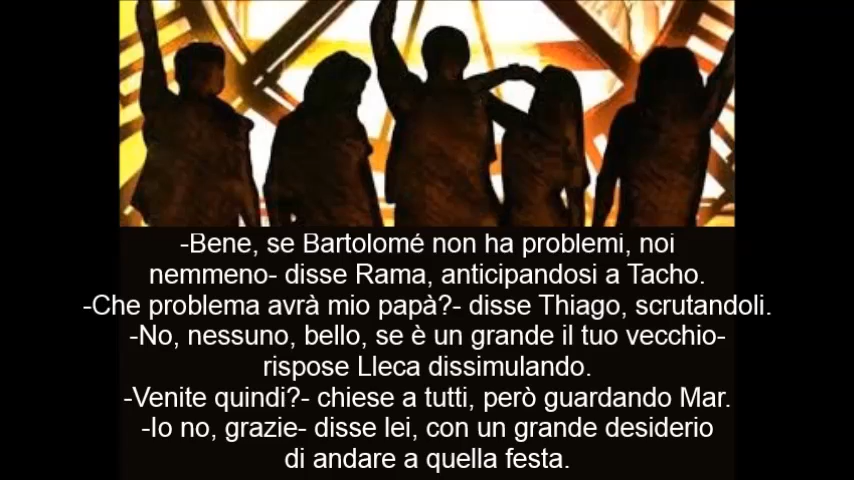 -Bene, se Bartolomé non ha problemi, noi
nemmeno- disse Rama, anticipandosi a Tacho.
-Che problema avrà mio papà?- disse Thiago, scrutandoli.
-No, nessuno, bello, se è un grande il tuo vecchio-
rispose Lleca dissimulando.
-Venite quindi?- chiese a tutti, però guardando Mar.
-Io no, grazie- disse lei, con un grande desiderio
di andare a quella festa.